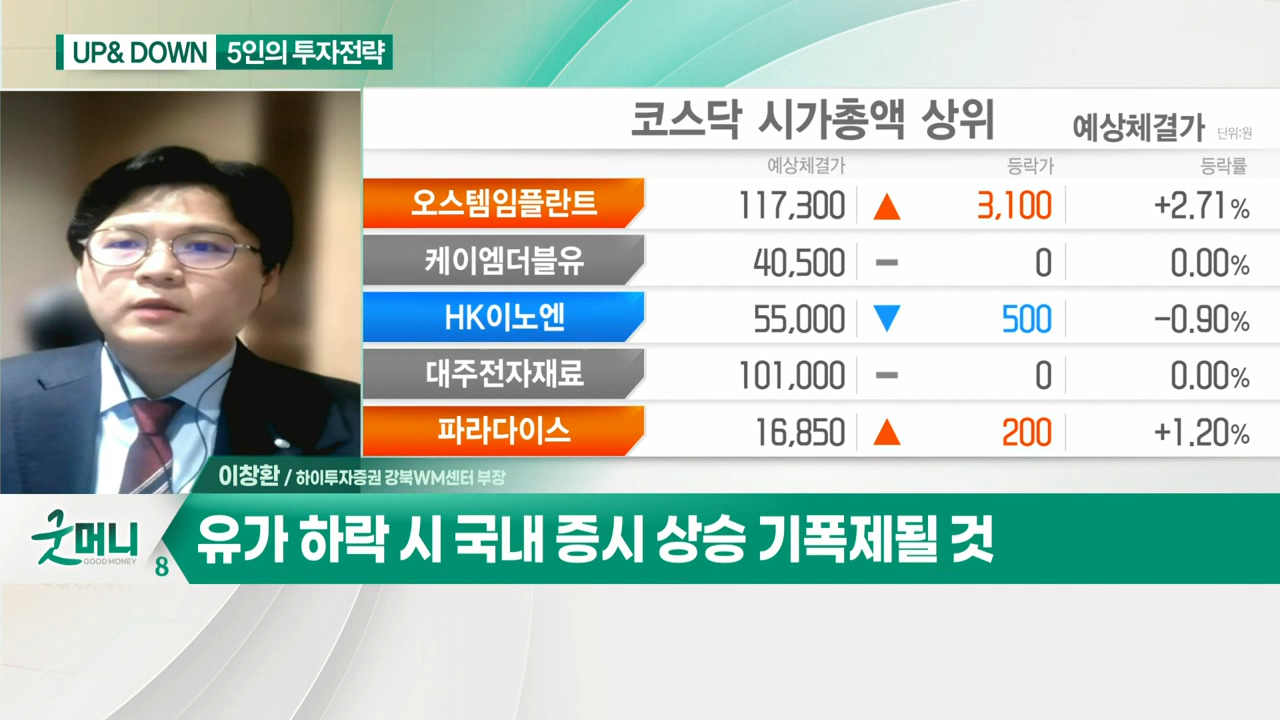 UP& DOWN 5인의 투자전략
코스닥 시가총액 상위 예상체결가 단위:원
예상체결가 등락가 등락률
오스템임플란트 117,300 ▲ 3,100 +2.71%
케이엠더블유 40,500 － 0 0.00%
HK이노엔 55,000 ▼ 500 -0.90%
대주전자재료 101,000 － 0 0.00%
파라다이스 16,850 ▲ 200 +1.20%
이창환 / 하이투자증권 강북WM센터 부장
굿머니
GOOD MONEY
8
유가 하락 시 국내 증시 상승 기폭제될 것